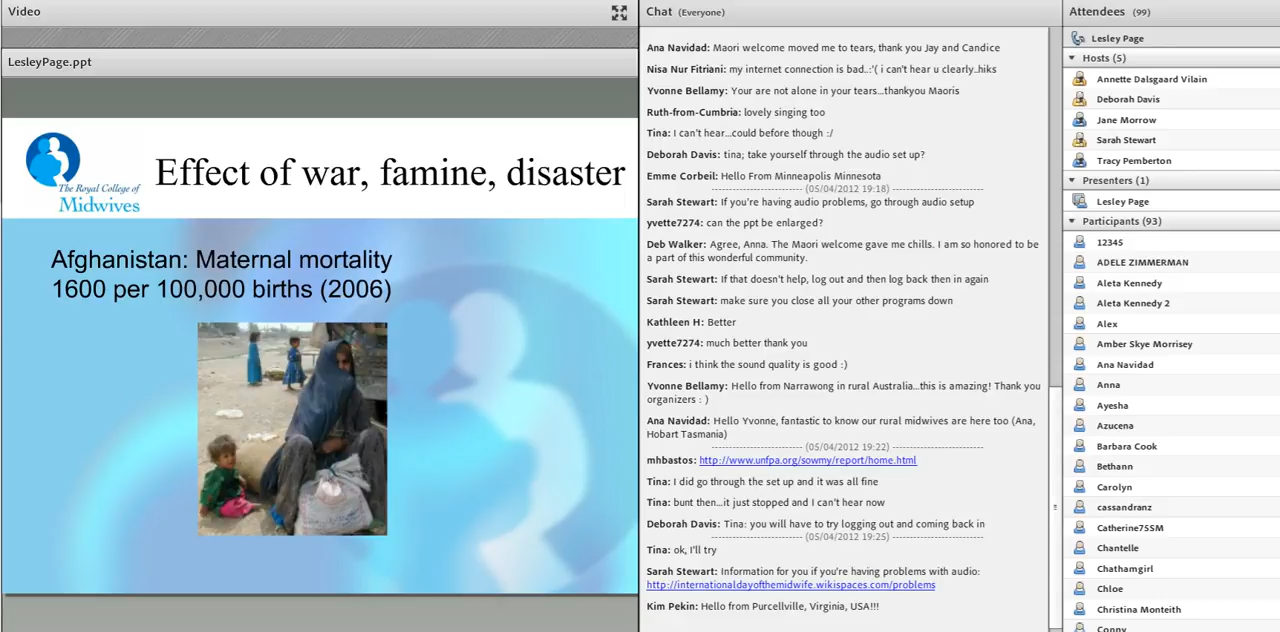 Video
LesleyPage.ppt
The Royal College of
Midwives
Effect of war, famine, disaster
Afghanistan: Maternal mortality
1600 per 100,000 births (2006)
Chat (Everyone)
Ana Navidad: Maori welcome moved me to tears, thank you Jay and Candice
Nisa Nur Fitriani: my internet connection is bad..:'( i can't hear u clearly..hiks
Yvonne Bellamy: Your are not alone in your tears...thankyou Maoris
Ruth-from-Cumbria: lovely singing too
Tina: I can't hear...could before though :/
Deborah Davis: tina; take yourself through the audio set up?
Emme Corbeil: Hello From Minneapolis Minnesota
(05/04/2012 19:18)
Sarah Stewart: If you're having audio problems, go through audio setup
yvette7274: can the ppt be enlarged?
Deb Walker: Agree, Anna. The Maori welcome gave me chills. I am so honored to be
a part of this wonderful community.
Sarah Stewart: If that doesn't help, log out and then log back then in again
Sarah Stewart: make sure you close all your other programs down
Kathleen H: Better
yvette7274: much better thank you
Frances: i think the sound quality is good :)
Yvonne Bellamy: Hello from Narrawong in rural Australia...this is amazing! Thank you
organizers : )
Ana Navidad: Hello Yvonne, fantastic to know our rural midwives are here too (Ana,
Hobart Tasmania)
(05/04/2012 19:22)
mhbastos: http://www.unfpa.org/sowmy/report/home.html
Tina: I did go through the set up and it was all fine
Tina: bunt then...it just stopped and I can't hear now
Deborah Davis: Tina: you will have to try logging out and coming back in
(05/04/2012 19:25)
Tina: ok, I'll try
Sarah Stewart: Information for you if you're having problems with audio:
http://internationaldayofthemidwife.wikispaces.com/problems
Kim Pekin: Hello from Purcellville, Virginia, USA!!!
Attendees (99)
Lesley Page
Hosts (5)
Annette Dalsgaard Vilain
Deborah Davis
Jane Morrow
Sarah Stewart
Tracy Pemberton
Presenters (1)
Lesley Page
Participants (93)
12345
ADELE ZIMMERMAN
Aleta Kennedy
Aleta Kennedy 2
Alex
Amber Skye Morrisey
Ana Navidad
Anna
Ayesha
Azucena
Barbara Cook
Bethann
Carolyn
cassandranz
Catherine75SM
Chantelle
Chathamgirl
Chloe
Christina Monteith
Conny